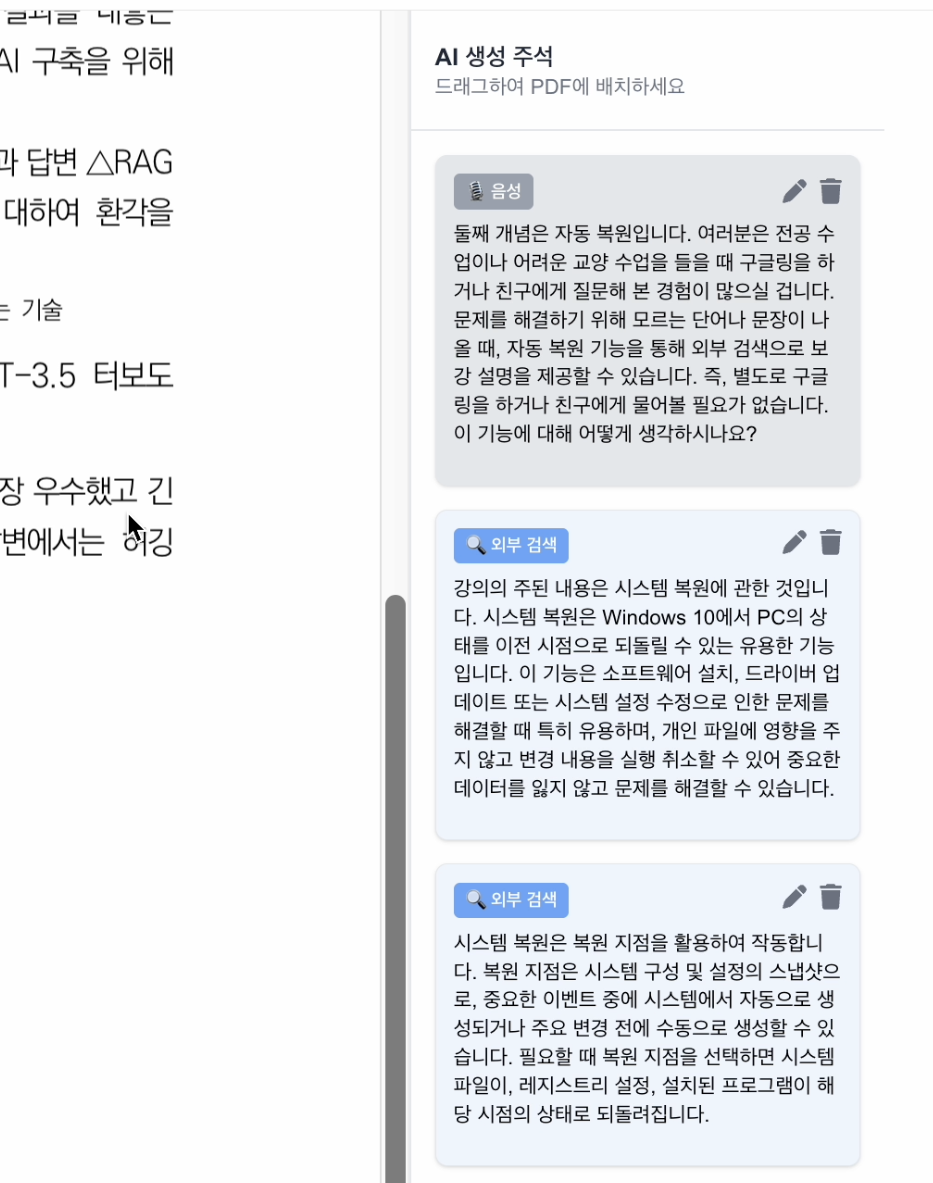 AI 구축을 위해
과 답변 △RAG
대하여 환각을
는 기술
T-3.5 터보도
장 우수했고 긴
변에서는 허깅
AI 생성 주석
드래그하여 PDF에 배치하세요
음성
둘째 개념은 자동 복원입니다. 여러분은 전공 수
업이나 어려운 교양 수업을 들을 때 구글링을 하
거나 친구에게 질문해 본 경험이 많으실 겁니다.
문제를 해결하기 위해 모르는 단어나 문장이 나
올 때, 자동 복원 기능을 통해 외부 검색으로 보
강 설명을 제공할 수 있습니다. 즉, 별도로 구글
링을 하거나 친구에게 물어볼 필요가 없습니다.
이 기능에 대해 어떻게 생각하시나요?
외부 검색
강의의 주된 내용은 시스템 복원에 관한 것입니
다. 시스템 복원은 Windows 10에서 PC의 상
태를 이전 시점으로 되돌릴 수 있는 유용한 기능
입니다. 이 기능은 소프트웨어 설치, 드라이버 업
데이트 또는 시스템 설정 수정으로 인한 문제를
해결할 때 특히 유용하며, 개인 파일에 영향을 주
지 않고 변경 내용을 실행 취소할 수 있어 중요한
데이터를 잃지 않고 문제를 해결할 수 있습니다.
외부 검색
시스템 복원은 복원 지점을 활용하여 작동합니
다. 복원 지점은 시스템 구성 및 설정의 스냅샷으
로, 중요한 이벤트 중에 시스템에서 자동으로 생
성되거나 주요 변경 전에 수동으로 생성할 수 있
습니다. 필요할 때 복원 지점을 선택하면 시스템
파일이, 레지스트리 설정, 설치된 프로그램이 해
당 시점의 상태로 되돌려집니다.